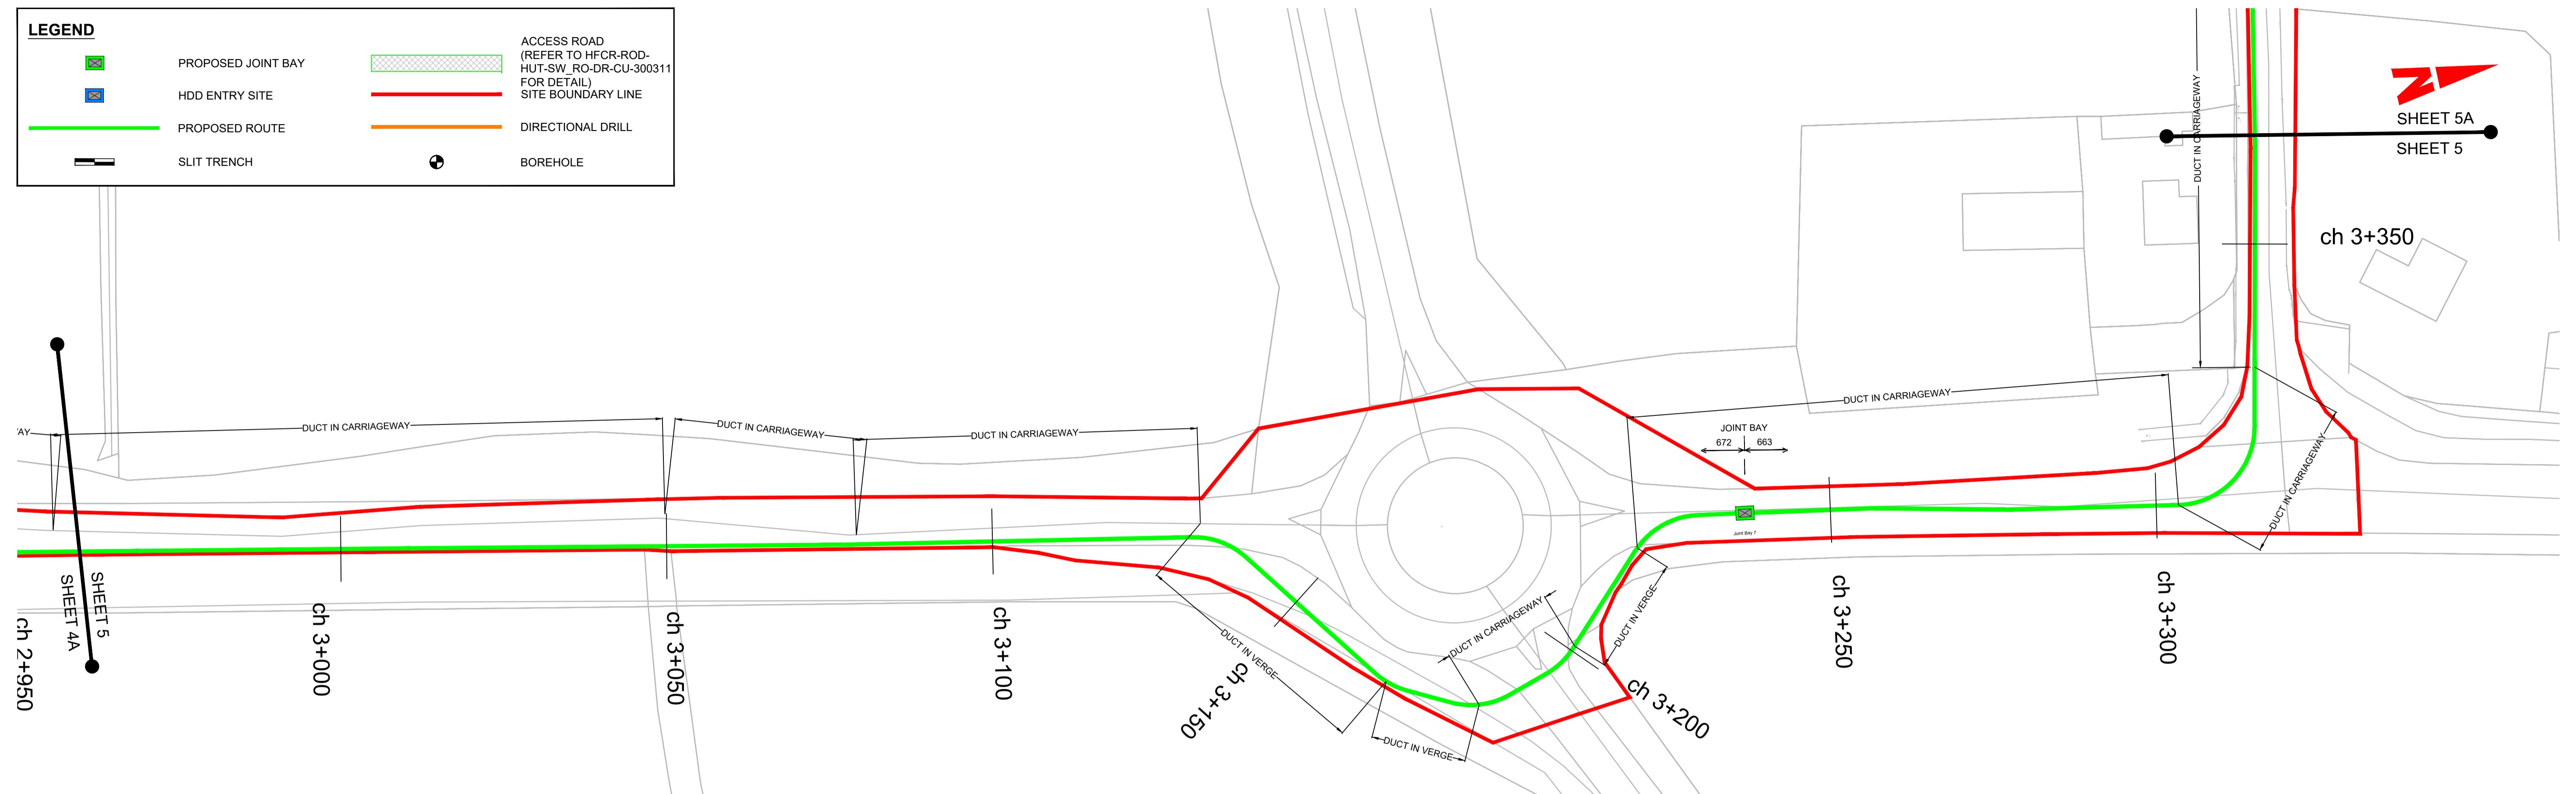 LEGEND
PROPOSED JOINT BAY
HDD ENTRY SITE
PROPOSED ROUTE
SLIT TRENCH
ACCESS ROAD
(REFER TO HFCR-ROD-
HUT-SW_RO-DR-CU-300311
FOR DETAIL)
SITE BOUNDARY LINE
DIRECTIONAL DRILL
BOREHOLE
N
SHEET 5A
SHEET 5
DUCT IN CARRIAGEWAY
ch 3+350
'AY
DUCT IN CARRIAGEWAY
DUCT IN CARRIAGEWAY
DUCT IN CARRIAGEWAY
DUCT IN CARRIAGEWAY
JOINT BAY
672
663
Joint Bay 7
DUCT IN CARRIAGEWAY
SHEET 5
SHEET 4A
ch 2+950
ch 3+000
ch 3+050
ch 3+100
DUCT IN VERGE
ch 3+150
DUCT IN VERGE
DUCT IN CARRIAGEWAY
DUCT IN VERGE
ch 3+200
ch 3+250
ch 3+300